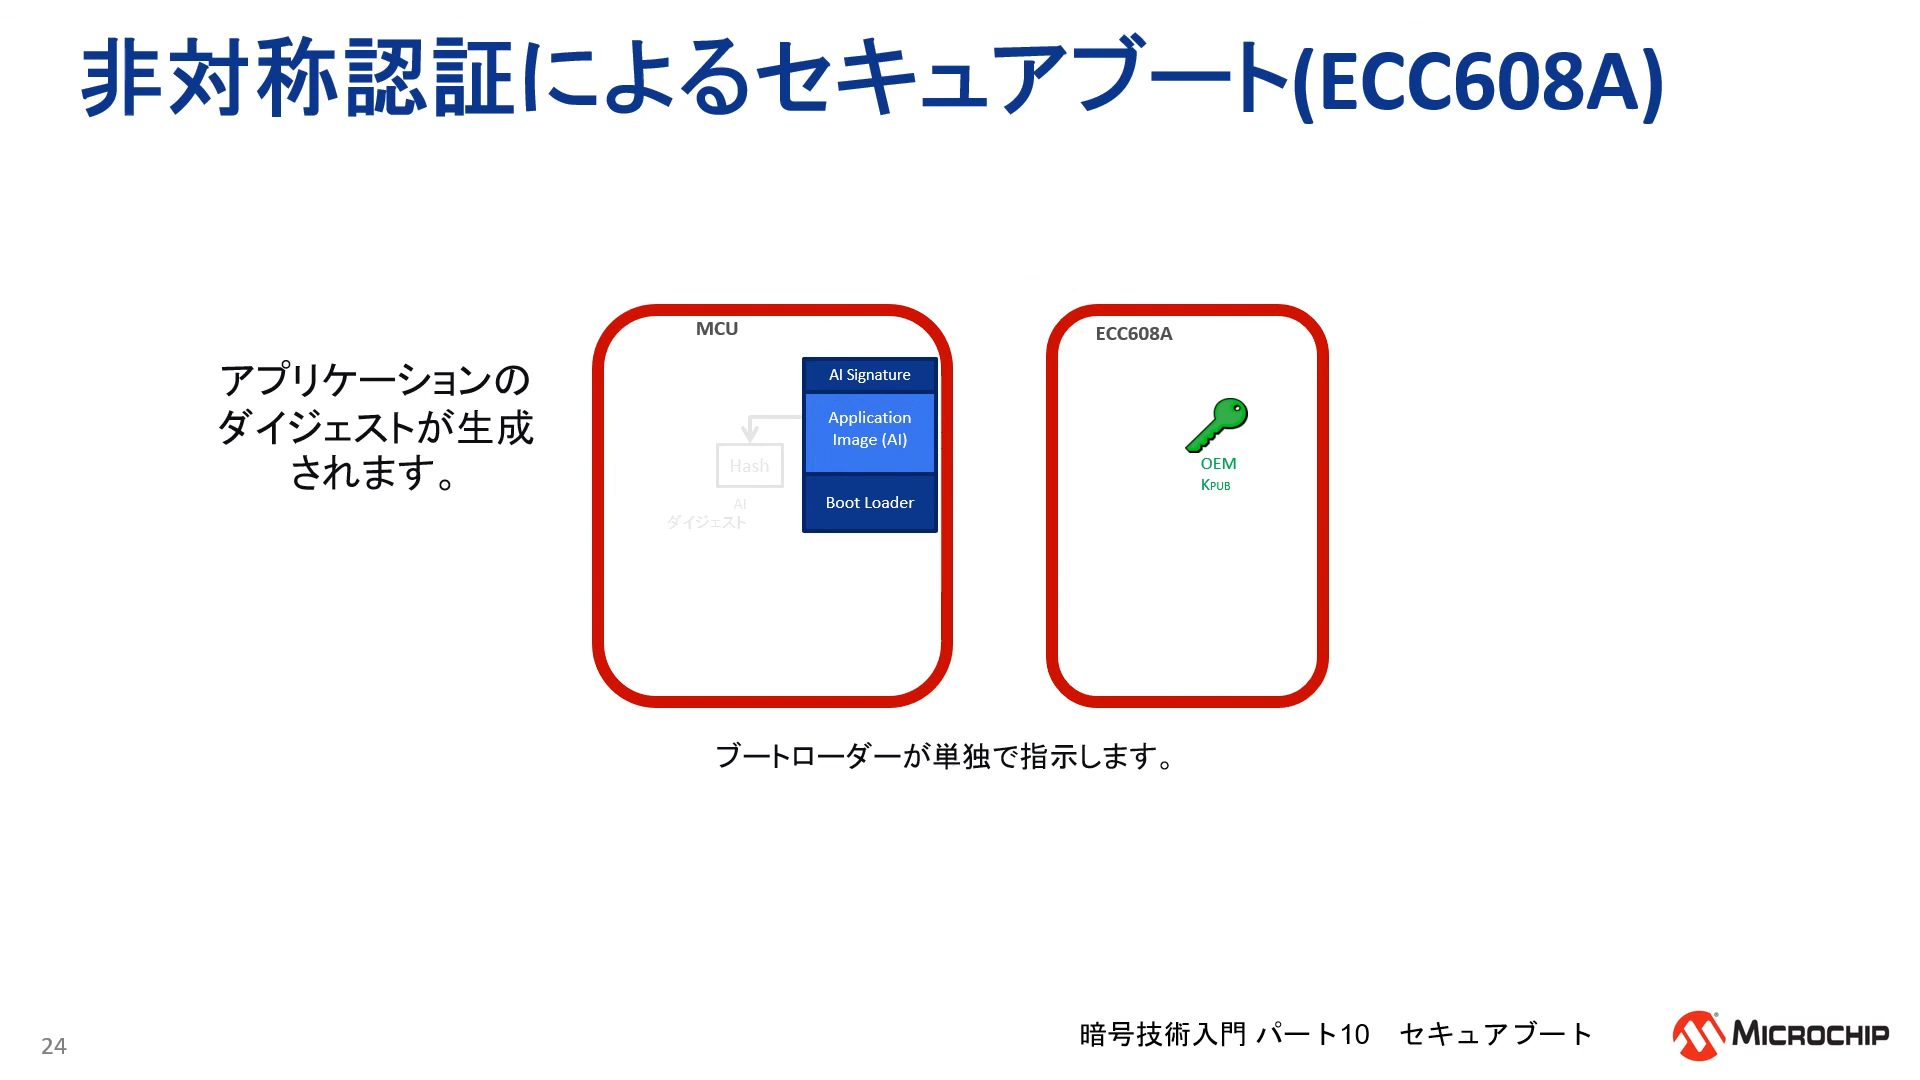 非対称認証によるセキュアブート(ECC608A)
アプリケーションの
ダイジェストが生成
されます。
MCU
AI Signature
Application
Image (AI)
Boot Loader
Hash
AI
ダイジェスト
ECC608A
OEM
KPUB
ブートローダーが単独で指示します。
24
暗号技術入門 パート10　セキュアブート
MICROCHIP